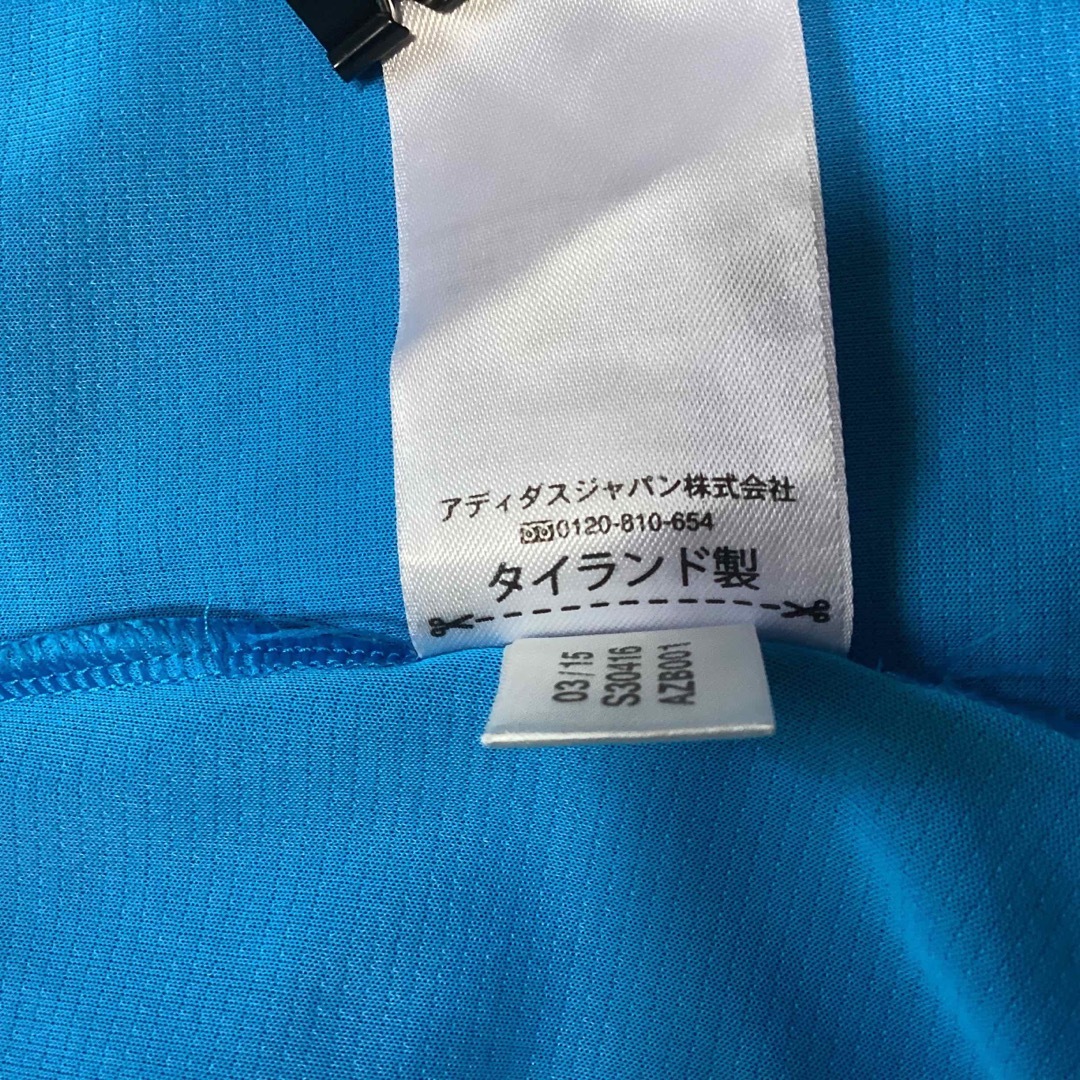 アディダスジャパン株式会社
0120-810-654
タイランド製
03/15
S30416
AZB001